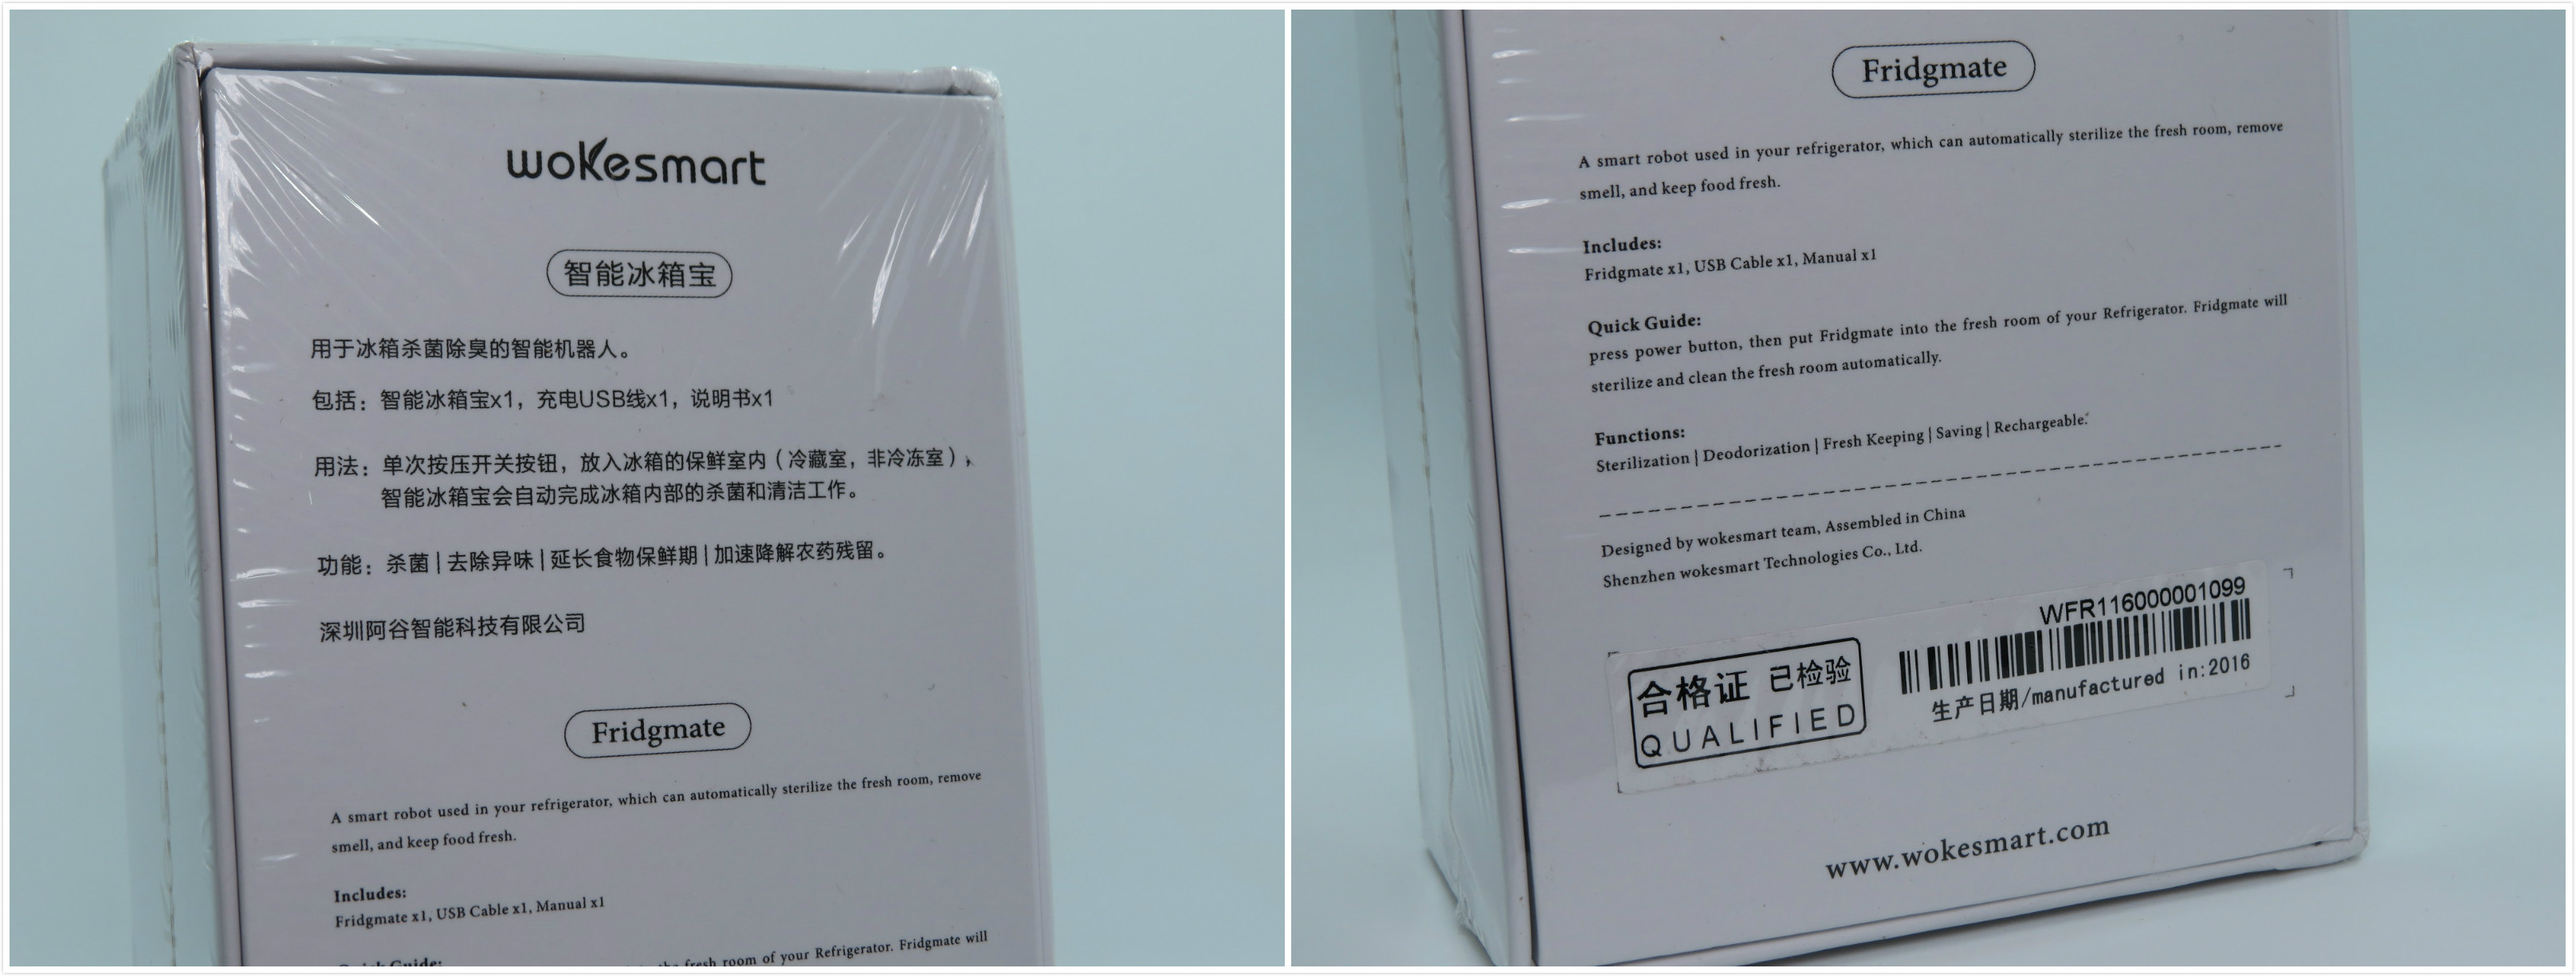 wokesmart
智能冰箱宝
用于冰箱杀菌除臭的智能机器人。
包括：智能冰箱宝x1，充电USB线x1，说明书x1
用法：单次按压开关按钮，放入冰箱的保鲜室内（冷藏室，非冷冻室），
智能冰箱宝会自动完成冰箱内部的杀菌和清洁工作。
功能：杀菌|去除异味|延长食物保鲜期|加速降解农药残留。
深圳阿谷智能科技有限公司
Fridgmate
A smart robot used in your refrigerator, which can automatically sterilize the fresh room, remove
smell, and keep food fresh.
Includes:
Fridgmate x1, USB Cable x1, Manual x1
Quick Guide:
fresh room of your Refrigerator. Fridgmate will
Fridgmate
A smart robot used in your refrigerator, which can automatically sterilize the fresh room, remove
smell, and keep food fresh.
Includes:
Fridgmate x1, USB Cable x1, Manual x1
Quick Guide:
press power button, then put Fridgmate into the fresh room of your Refrigerator. Fridgmate will
sterilize and clean the fresh room automatically.
Functions:
Sterilization | Deodorization | Fresh Keeping | Saving | Rechargeable.
Designed by wokesmart team, Assembled in China
Shenzhen wokesmart Technologies Co., Ltd.
WFR116000001099
合格证 已检验
QUALIFIED
生产日期/manufactured in:2016
www.wokesmart.com